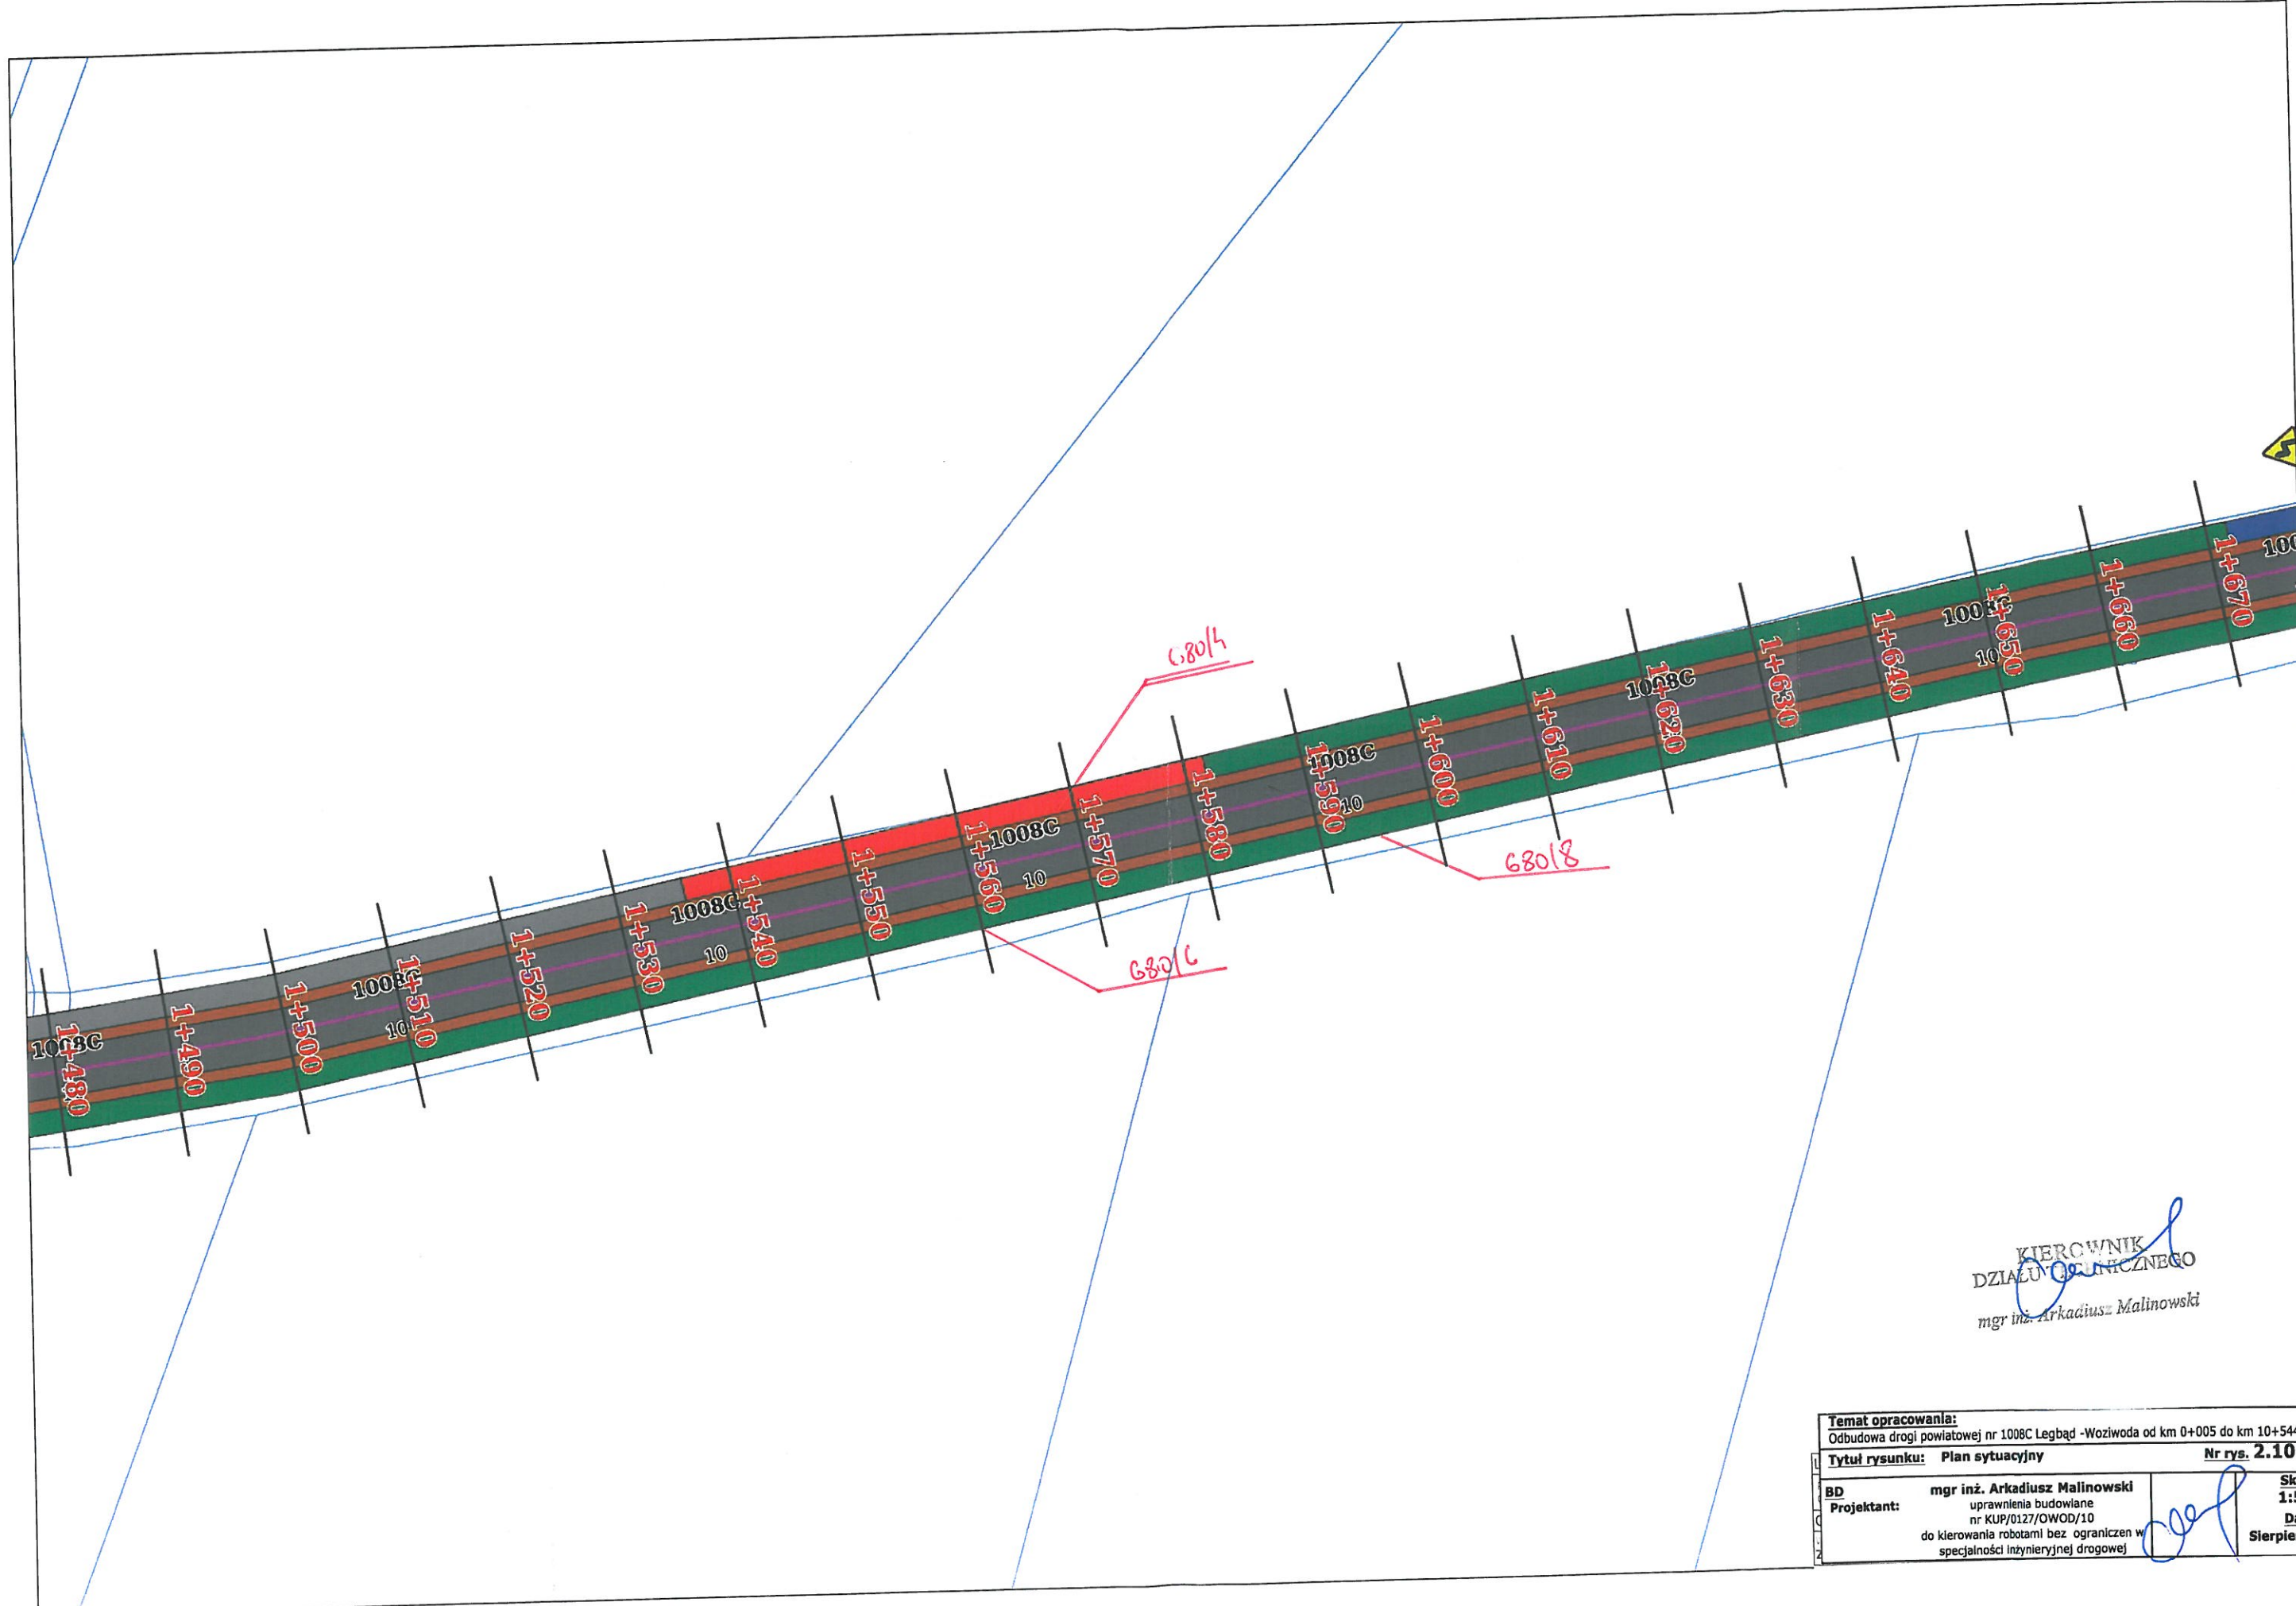 680/4
1+480
1+490
1+500
1+510
1+520
1+530
1+540
1+550
1+560
1+570
1+580
1+590
1+600
1+610
1+620
1+630
1+640
1+650
1+660
1+670
1008C
1008C
1008C
1008C
1008C
1008C
1008C
10
10
10
10
10
680/8
680/6
KIEROWNIK
DZIAŁU TECHNICZNEGO
mgr inż. Arkadiusz Malinowski
Temat opracowania:
Odbudowa drogi powiatowej nr 1008C Legbąd -Woziwoda od km 0+005 do km 10+544
Tytuł rysunku: Plan sytuacyjny Nr rys. 2.10
BD
Projektant:
mgr inż. Arkadiusz Malinowski
uprawnienia budowlane
nr KUP/0127/OWOD/10
do kierowania robotami bez ograniczen w
specjalności inżynieryjnej drogowej